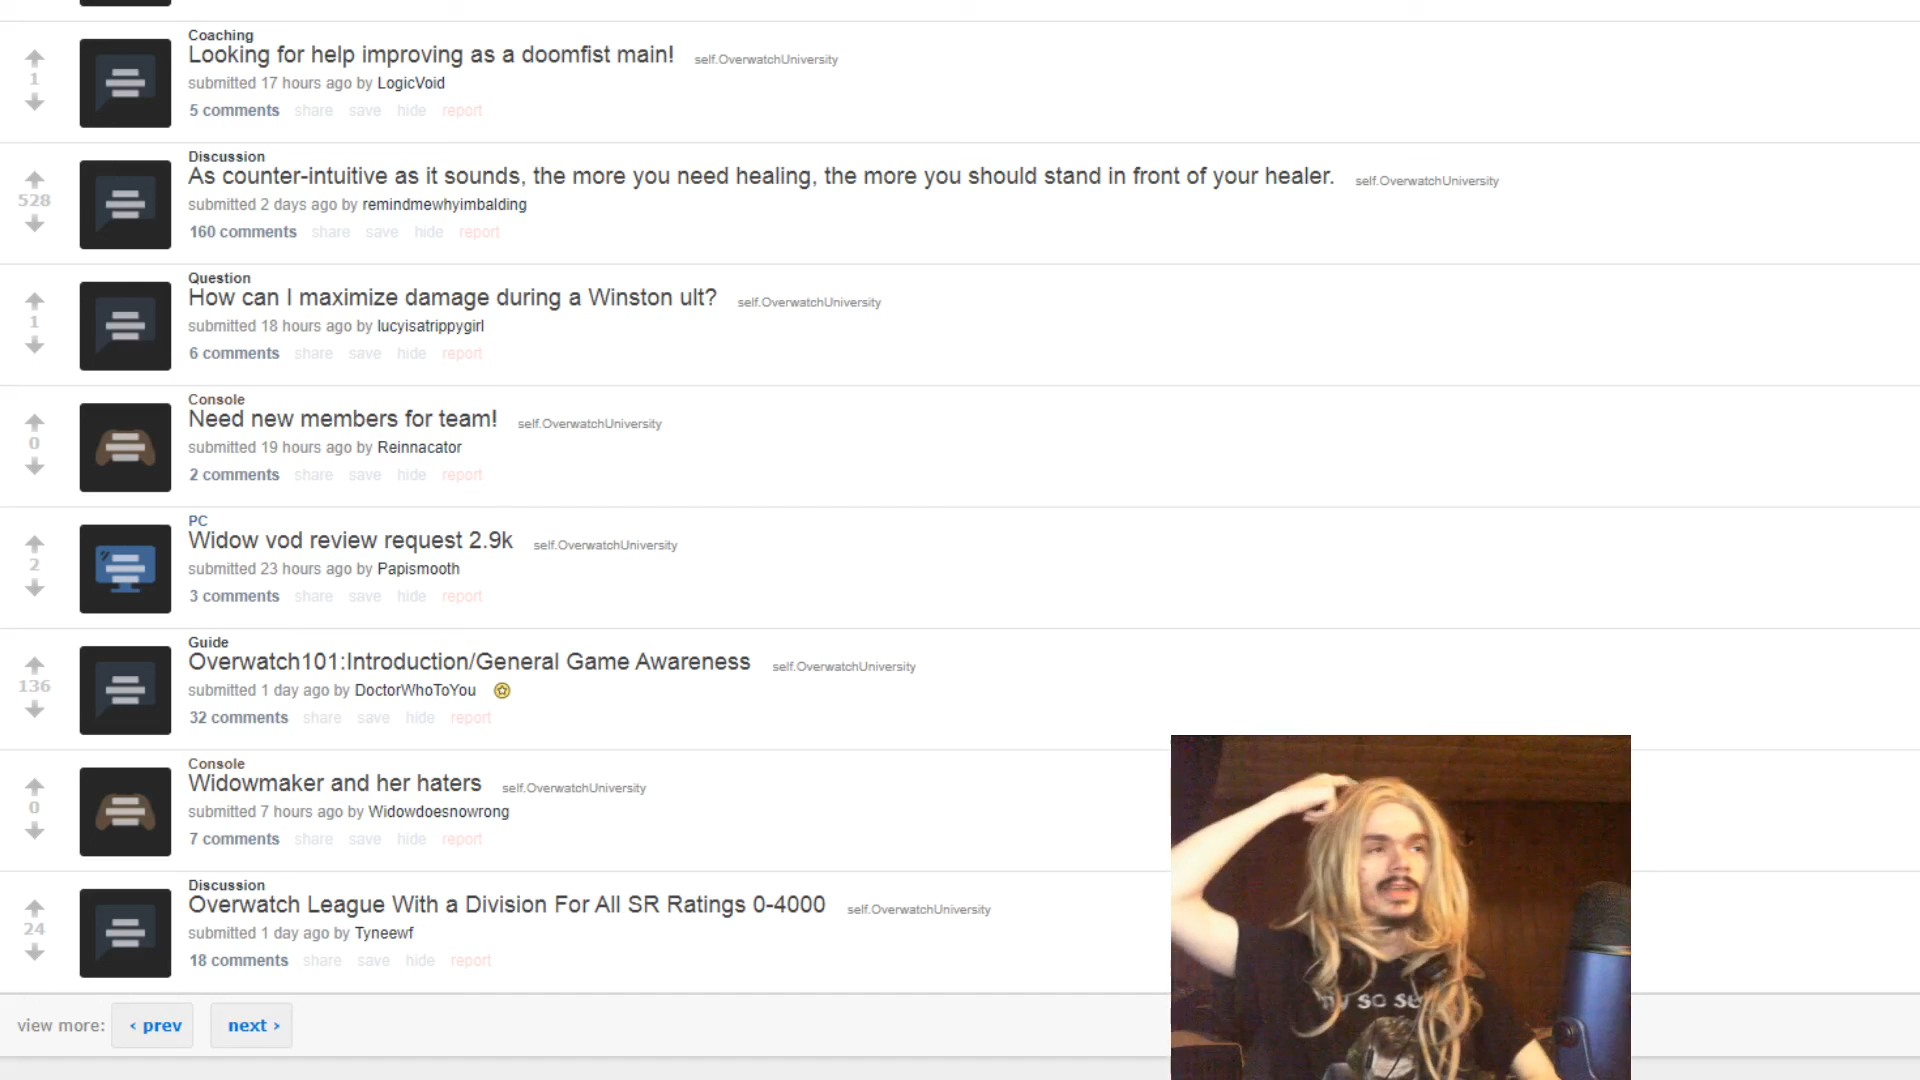 Coaching
Looking for help improving as a doomfist main! self.OverwatchUniversity
1
submitted 17 hours ago by LogicVoid
5 comments share save hide report
Discussion
As counter-intuitive as it sounds, the more you need healing, the more you should stand in front of your healer. self.OverwatchUniversity
528
submitted 2 days ago by remindmewhyimbalding
160 comments share save hide report
Question
How can I maximize damage during a Winston ult? self.OverwatchUniversity
1
submitted 18 hours ago by lucyisatrippygirl
6 comments share save hide report
Console
Need new members for team! self.OverwatchUniversity
0
submitted 19 hours ago by Reinnacator
2 comments share save hide report
PC
Widow vod review request 2.9k self.OverwatchUniversity
2
submitted 23 hours ago by Papismooth
3 comments share save hide report
Guide
Overwatch101:Introduction/General Game Awareness self.OverwatchUniversity
136
submitted 1 day ago by DoctorWhoToYou
32 comments share save hide report
Console
Widowmaker and her haters self.OverwatchUniversity
0
submitted 7 hours ago by Widowdoesnowrong
7 comments share save hide report
Discussion
Overwatch League With a Division For All SR Ratings 0-4000 self.OverwatchUniversity
24
submitted 1 day ago by Tyneewf
18 comments share save hide report
view more: ‹ prev next ›
so